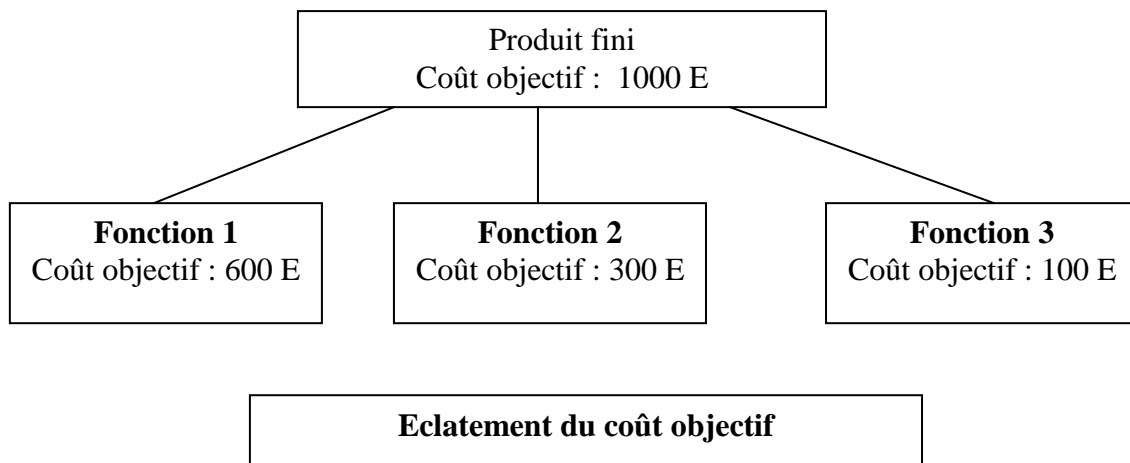 Produit fini
Coût objectif : 1000 E
Fonction 1
Coût objectif : 600 E
Fonction 2
Coût objectif : 300 E
Fonction 3
Coût objectif : 100 E
Eclatement du coût objectif